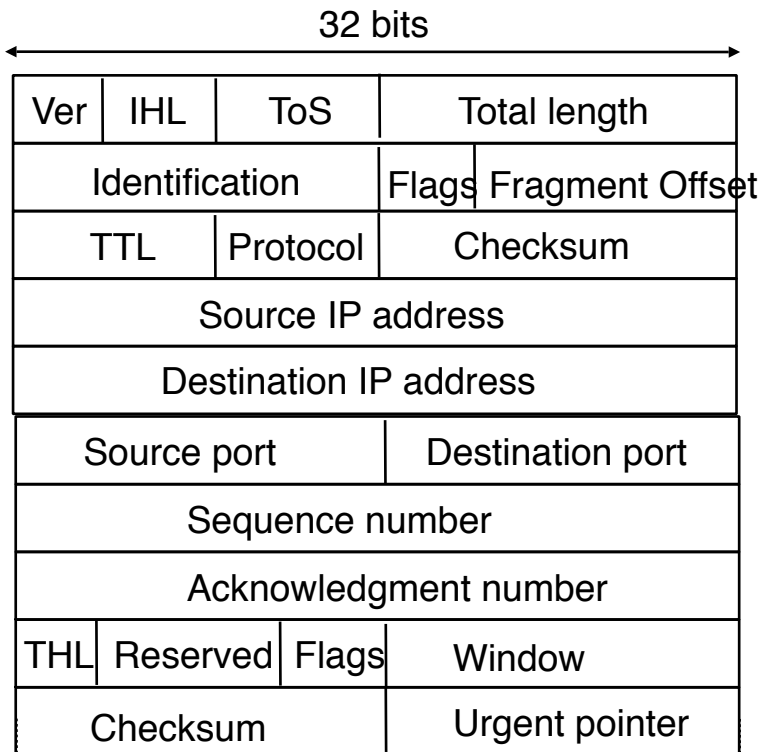 32 bits
Ver IHL ToS Total length
Identification Flags Fragment Offset
TTL Protocol Checksum
Source IP address
Destination IP address
Source port Destination port
Sequence number
Acknowledgment number
THL Reserved Flags Window
Checksum Urgent pointer